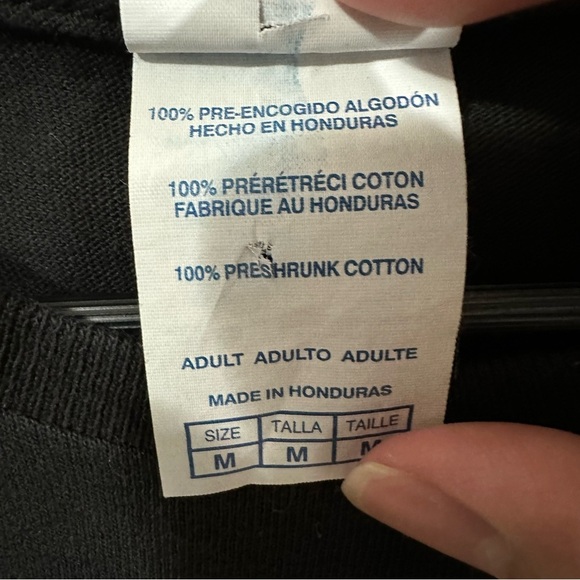 100% PRE-ENCOGIDO ALGODÓN
HECHO EN HONDURAS
100% PRÉRÉTRÉCI COTON
FABRIQUE AU HONDURAS
100% PRESHRUNK COTTON
ADULT ADULTO ADULTE
MADE IN HONDURAS
SIZE TALLA TAILLE
M M M